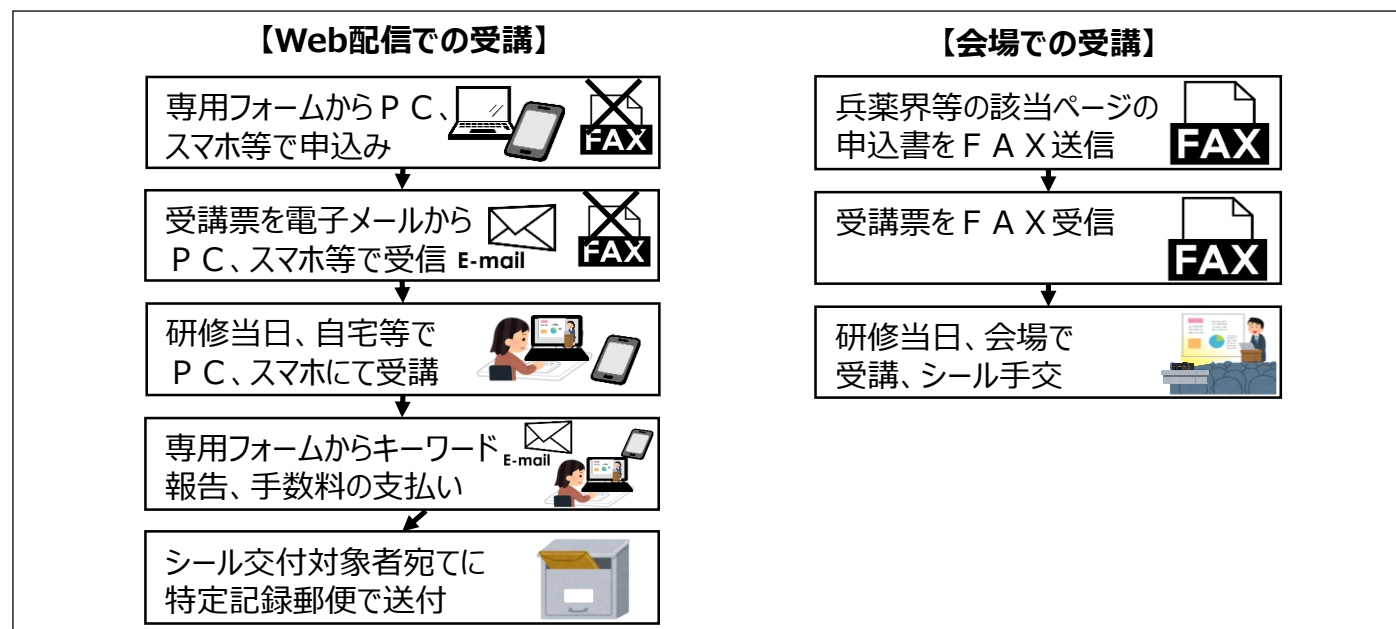 【Web配信での受講】
専用フォームからＰＣ、
スマホ等で申込み
FAX
受講票を電子メールから
ＰＣ、スマホ等で受信
E-mail
FAX
研修当日、自宅等で
ＰＣ、スマホにて受講
専用フォームからキーワード
報告、手数料の支払い
E-mail
シール交付対象者宛てに
特定記録郵便で送付
【会場での受講】
兵薬界等の該当ページの
申込書をＦＡＸ送信
FAX
受講票をＦＡＸ受信
FAX
研修当日、会場で
受講、シール手交